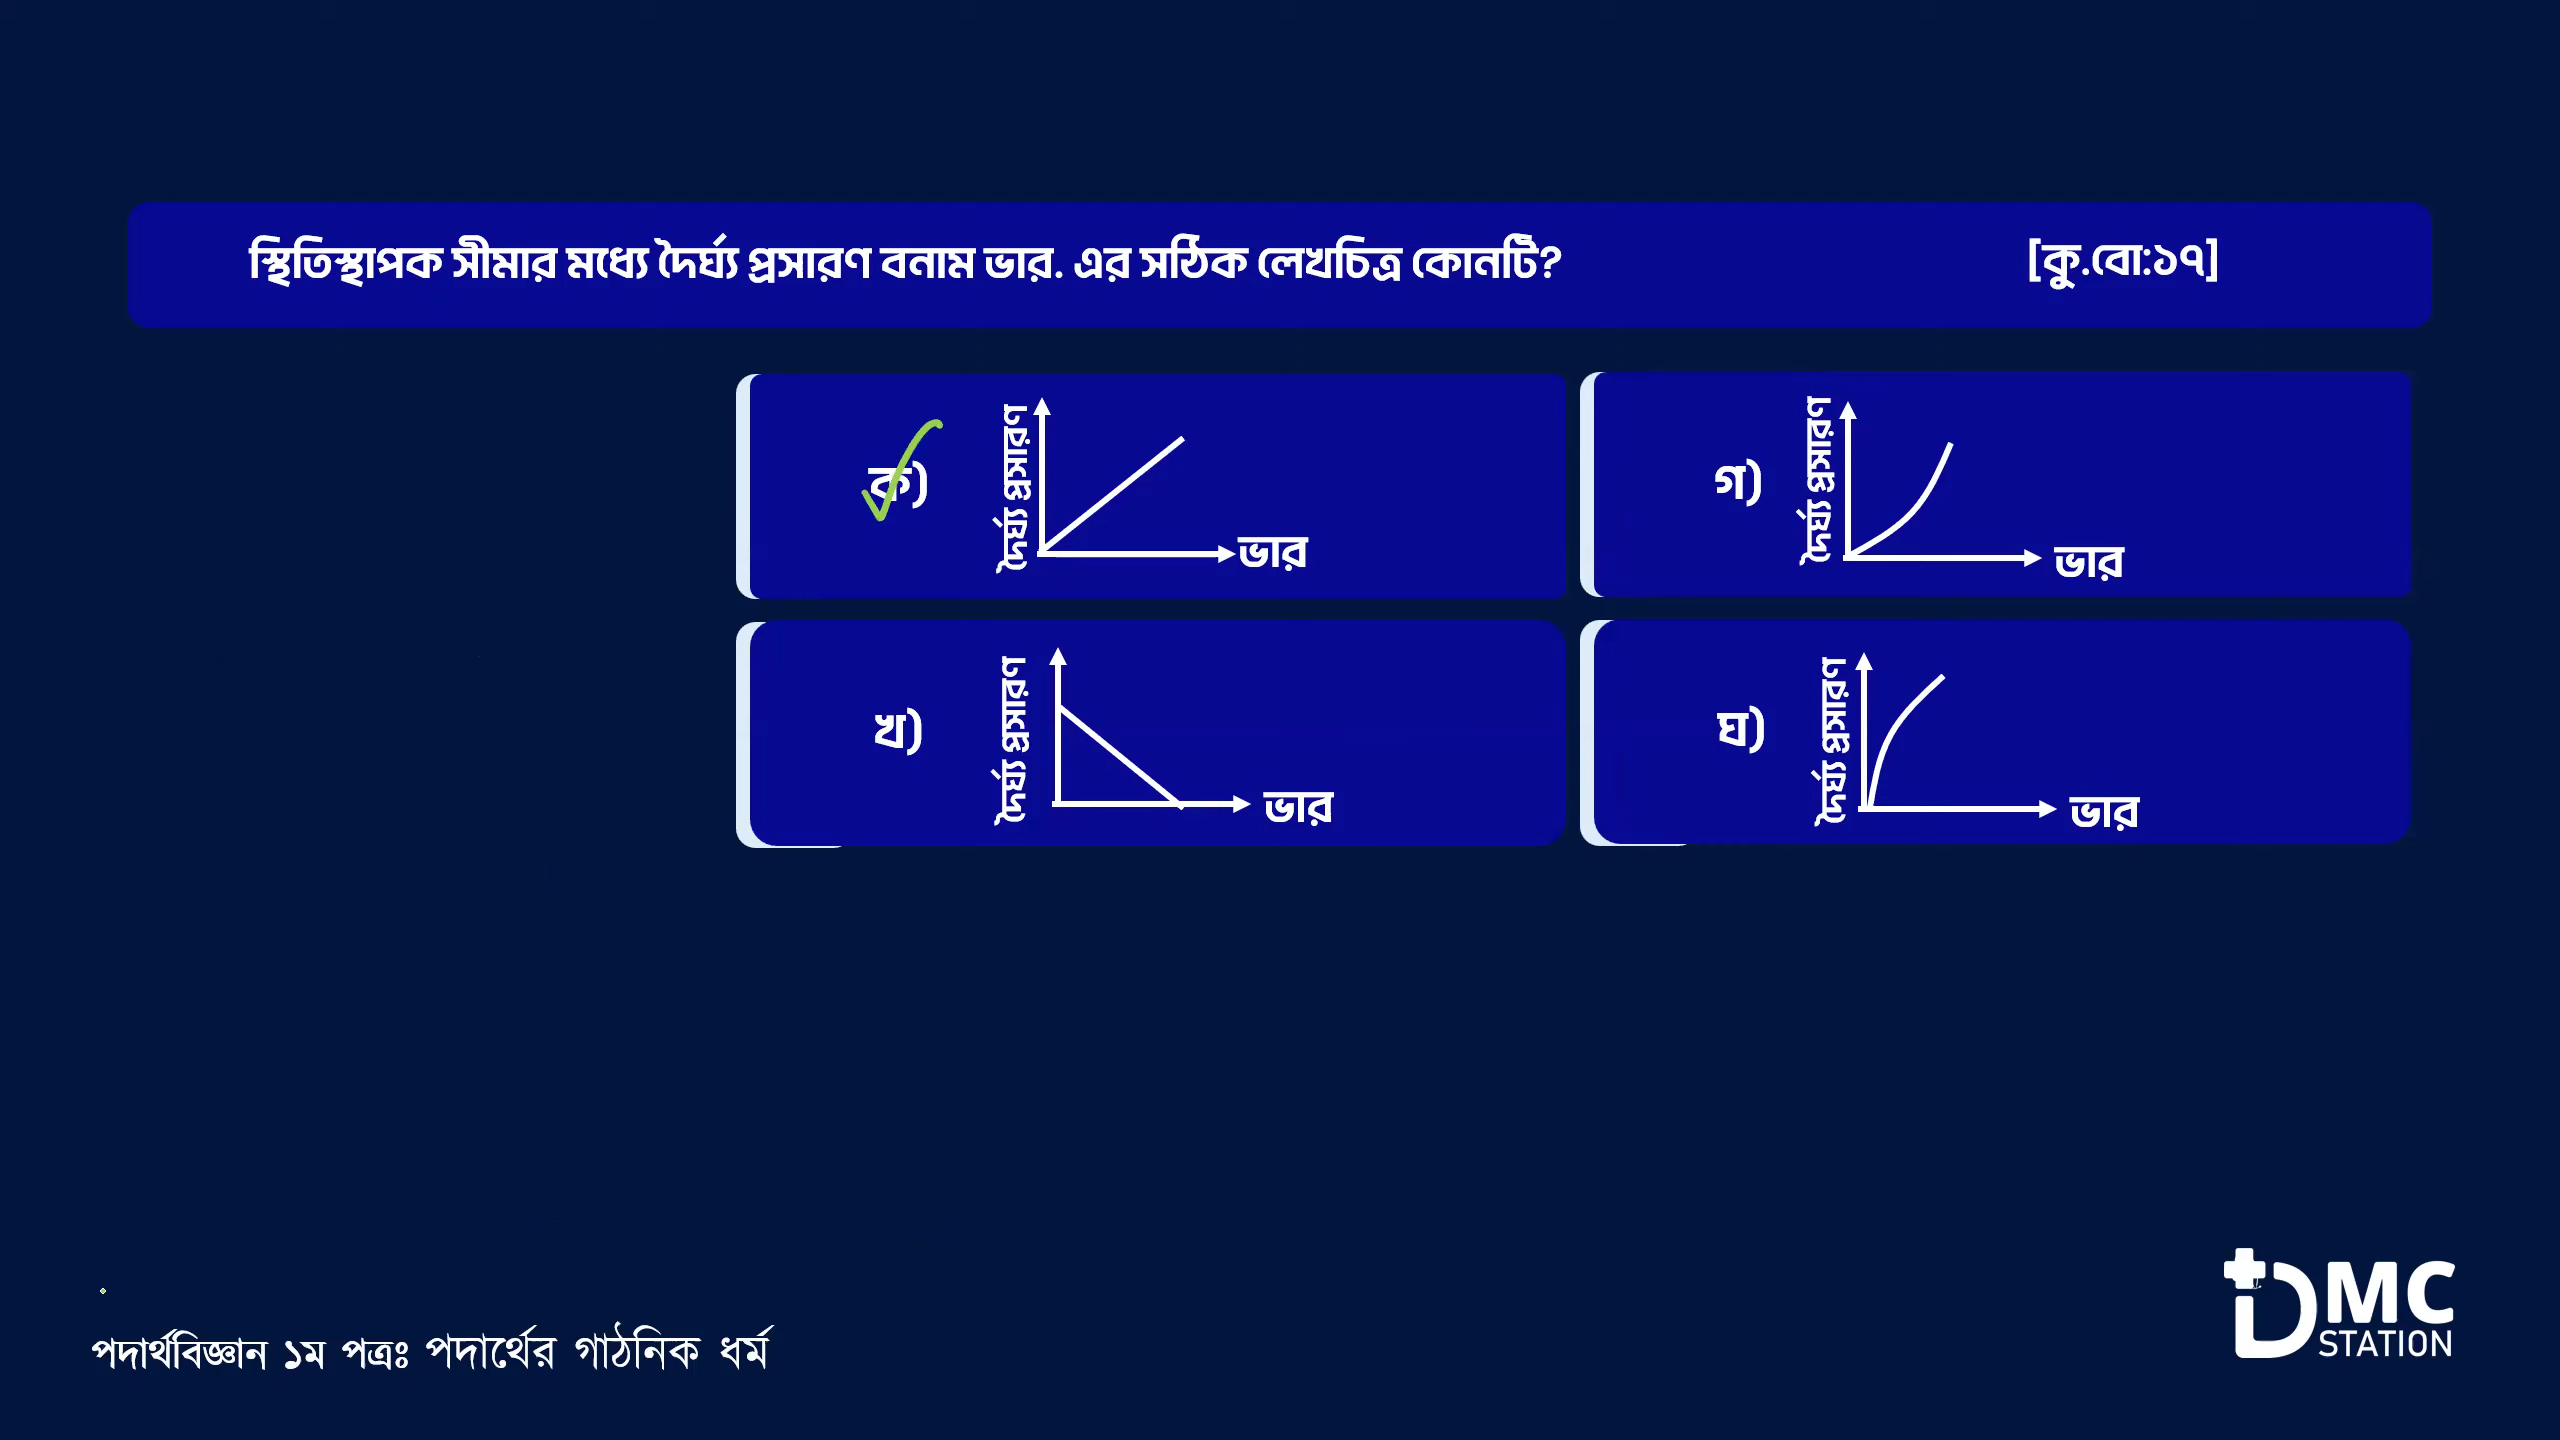 স্থিতিস্থাপক সীমার মধ্যে দৈর্ঘ্য প্রসারণ বনাম ভার. এর সঠিক লেখচিত্র কোনটি?
[কু.বো:১৭]
ক)
দৈর্ঘ্য প্রসারণ
ভার
গ)
দৈর্ঘ্য প্রসারণ
ভার
খ)
দৈর্ঘ্য প্রসারণ
ভার
ঘ)
দৈর্ঘ্য প্রসারণ
ভার
পদার্থবিজ্ঞান ১ম পত্রঃ পদার্থের গাঠনিক ধর্ম
DMC
STATION